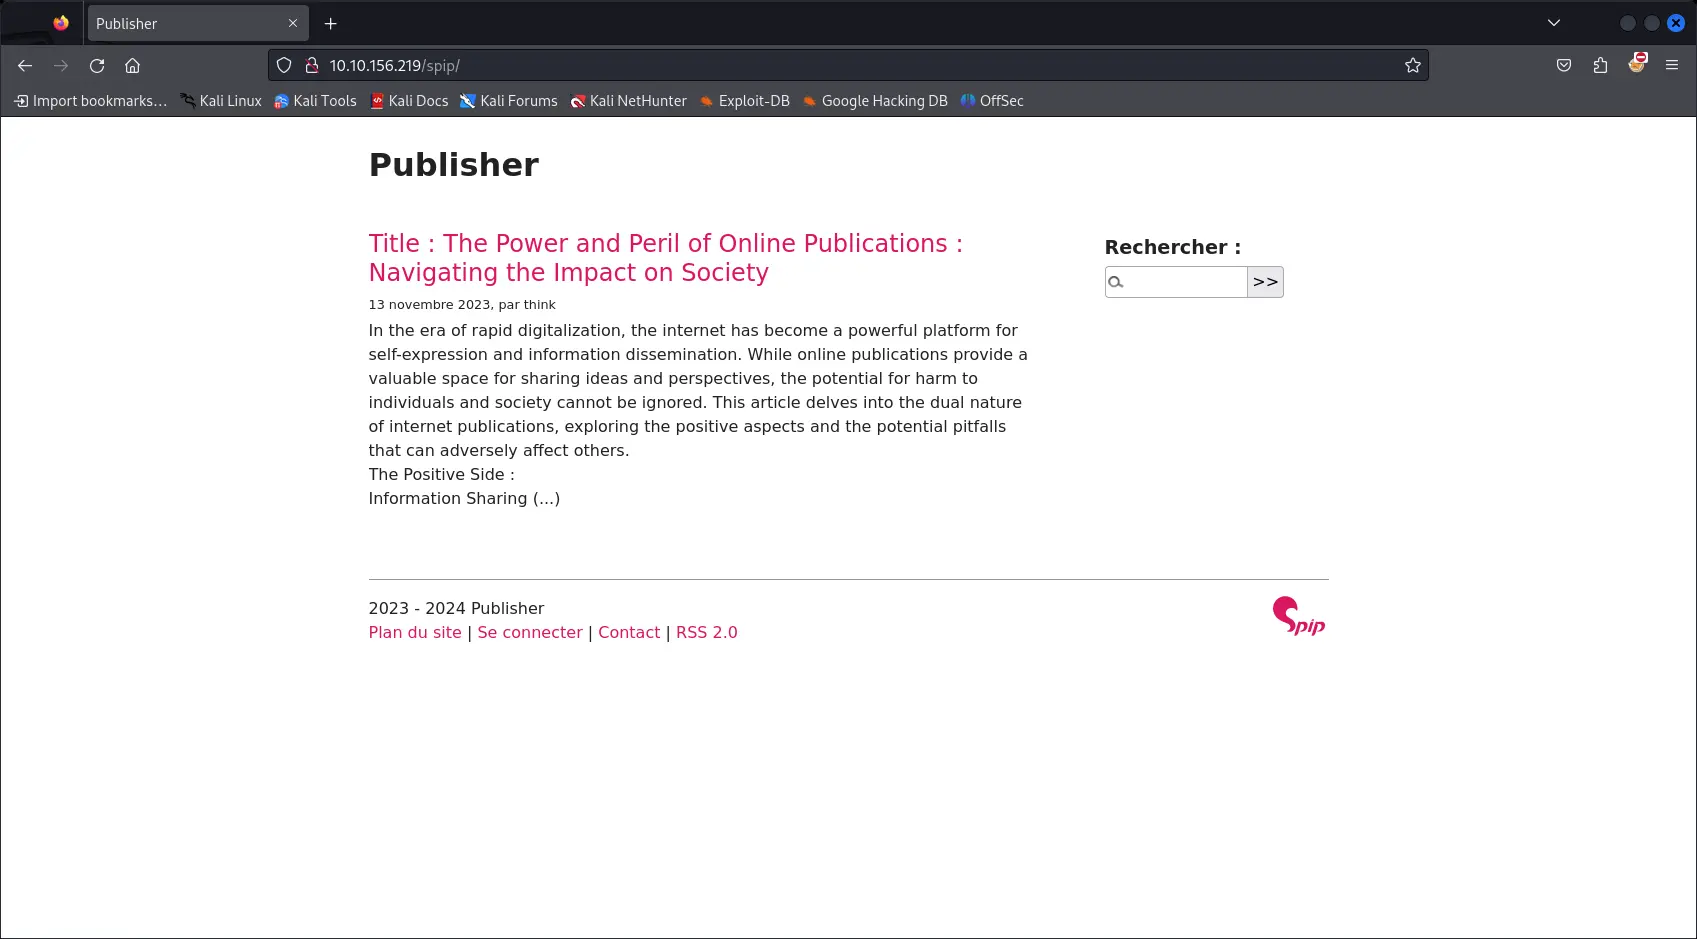 Publisher
10.10.156.219/spip/
Import bookmarks… Kali Linux Kali Tools Kali Docs Kali Forums Kali NetHunter Exploit-DB Google Hacking DB OffSec
Publisher
Title : The Power and Peril of Online Publications :
Navigating the Impact on Society
13 novembre 2023, par think
In the era of rapid digitalization, the internet has become a powerful platform for
self-expression and information dissemination. While online publications provide a
valuable space for sharing ideas and perspectives, the potential for harm to
individuals and society cannot be ignored. This article delves into the dual nature
of internet publications, exploring the positive aspects and the potential pitfalls
that can adversely affect others.
The Positive Side :
Information Sharing (…)
Rechercher :
>>
2023 - 2024 Publisher
Plan du site | Se connecter | Contact | RSS 2.0
Spip